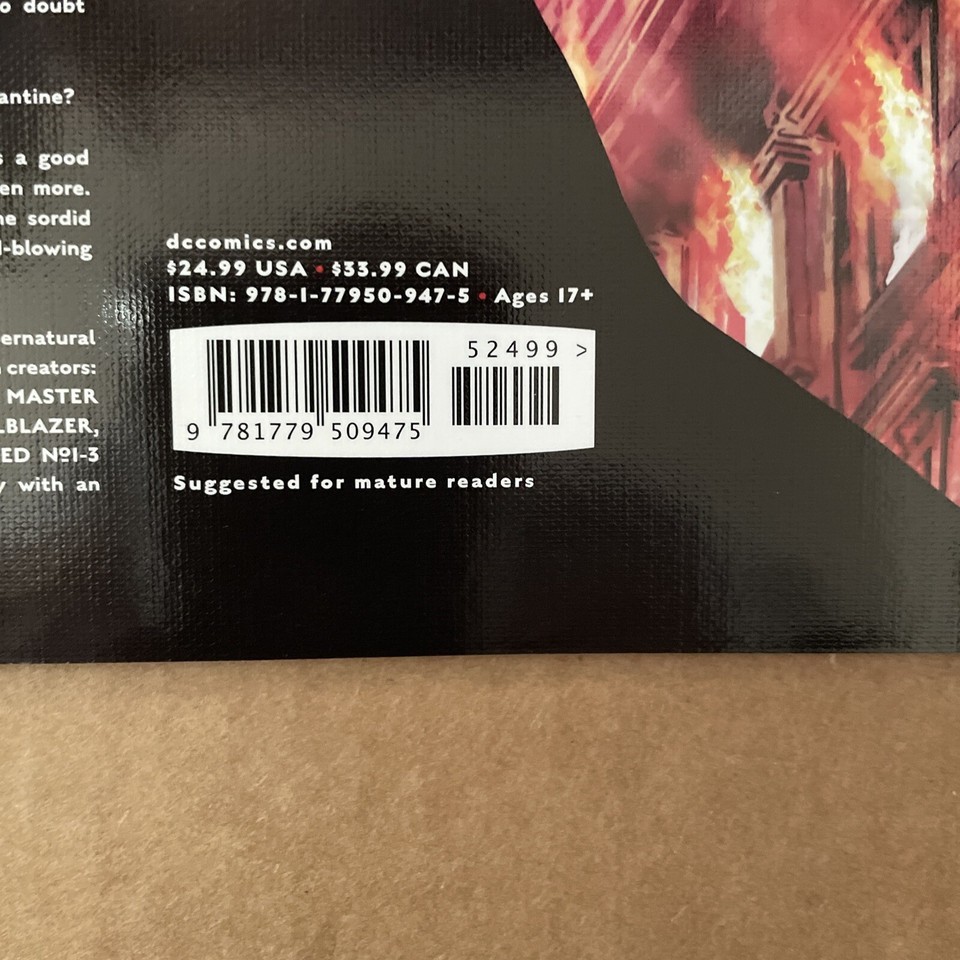 o doubt
antine?
s a good
en more.
he sordid
l-blowing
ernatural
creators:
MASTER
LBLAZER,
ED Nº1-3
y with an
dccomics.com
$24.99 USA • $33.99 CAN
ISBN: 978-1-77950-947-5 • Ages 17+
52499 >
9 781779 509475
Suggested for mature readers